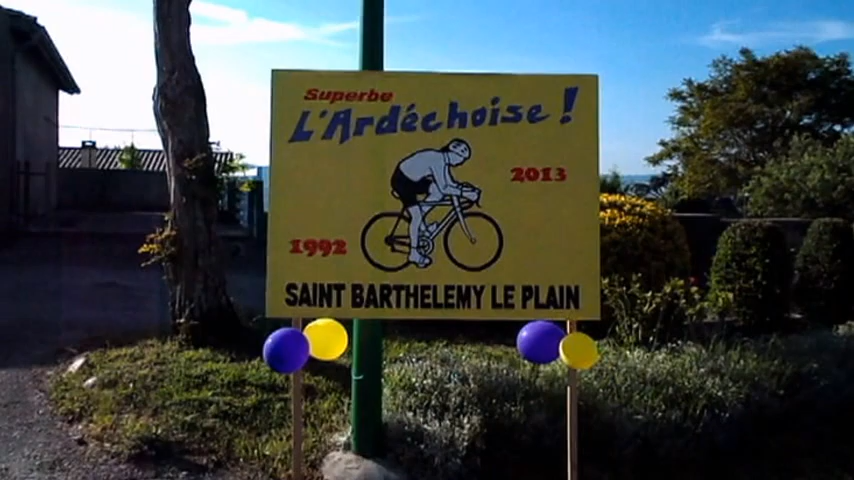 Superbe
L'Ardéchoise !
2013
1992
SAINT BARTHELEMY LE PLAIN